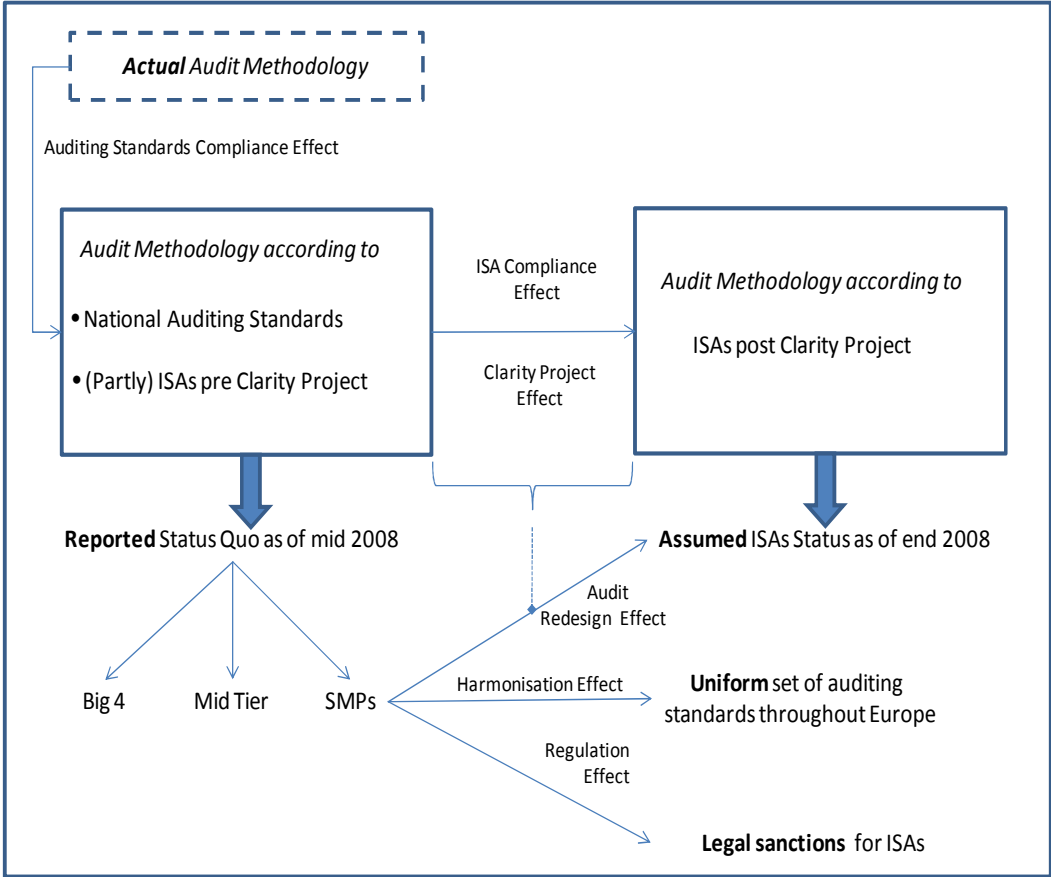 Actual Audit Methodology
Auditing Standards Compliance Effect
Audit Methodology according to
• National Auditing Standards
• (Partly) ISAs pre Clarity Project
ISA Compliance
Effect
Clarity Project
Effect
Audit Methodology according to
ISAs post Clarity Project
Reported Status Quo as of mid 2008
Assumed ISAs Status as of end 2008
Audit
Redesign Effect
Big 4
Mid Tier
SMPs
Harmonisation Effect
Uniform set of auditing
standards throughout Europe
Regulation
Effect
Legal sanctions for ISAs